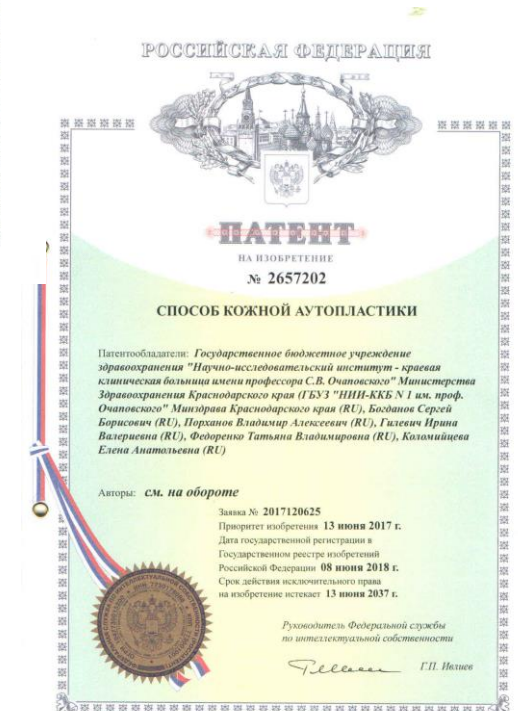 РОССИЙСКАЯ ФЕДЕРАЦИЯ
ПАТЕНТ
НА ИЗОБРЕТЕНИЕ
№ 2657202
СПОСОБ КОЖНОЙ АУТОПЛАСТИКИ
Патентообладатели: Государственное бюджетное учреждение
здравоохранения "Научно-исследовательский институт - краевая
клиническая больница имени профессора С.В. Очаповского" Министерства
Здравоохранения Краснодарского края (ГБУЗ "НИИ-ККБ N 1 им. проф.
Очаповского" Минздрава Краснодарского края (RU), Богданов Сергей
Борисович (RU), Порханов Владимир Алексеевич (RU), Гилевич Ирина
Валериевна (RU), Федоренко Татьяна Владимировна (RU), Коломийцева
Елена Анатольевна (RU)
Авторы: см. на обороте
Заявка № 2017120625
Приоритет изобретения 13 июня 2017 г.
Дата государственной регистрации в
Государственном реестре изобретений
Российской Федерации 08 июня 2018 г.
Срок действия исключительного права
на изобретение истекает 13 июня 2037 г.
Руководитель Федеральной службы
по интеллектуальной собственности
Г.П. Ивлиев